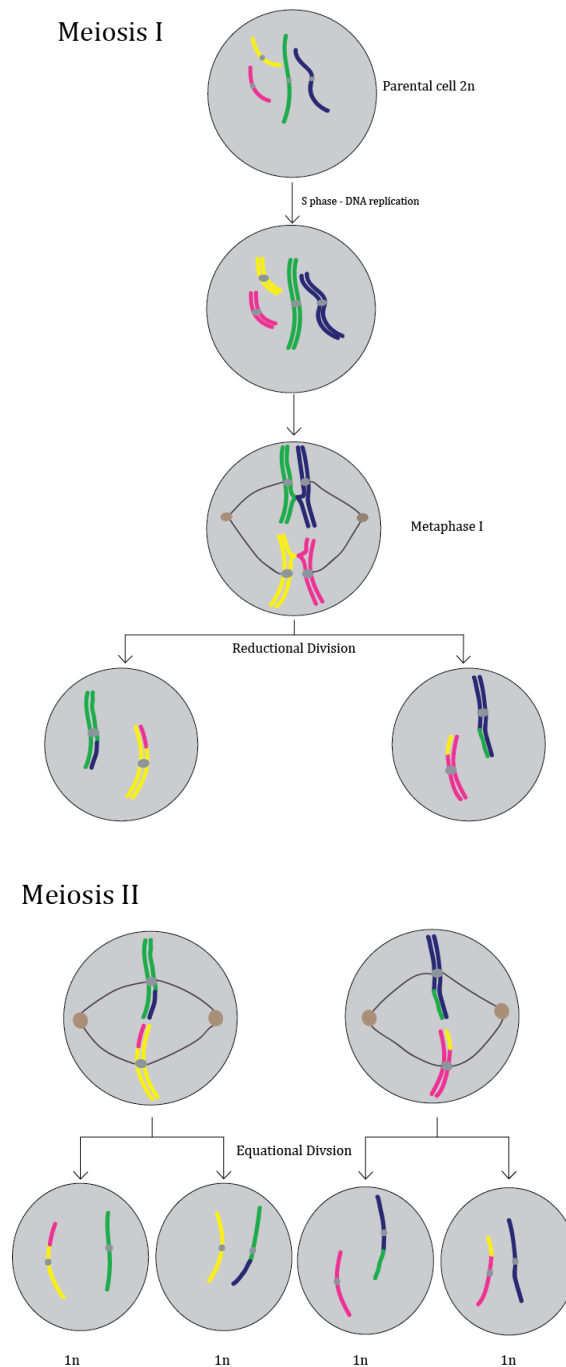 Meiosis I
Parental cell 2n
S phase - DNA replication
Metaphase I
Reductional Division
Meiosis II
Equational Divsion
1n
1n
1n
1n